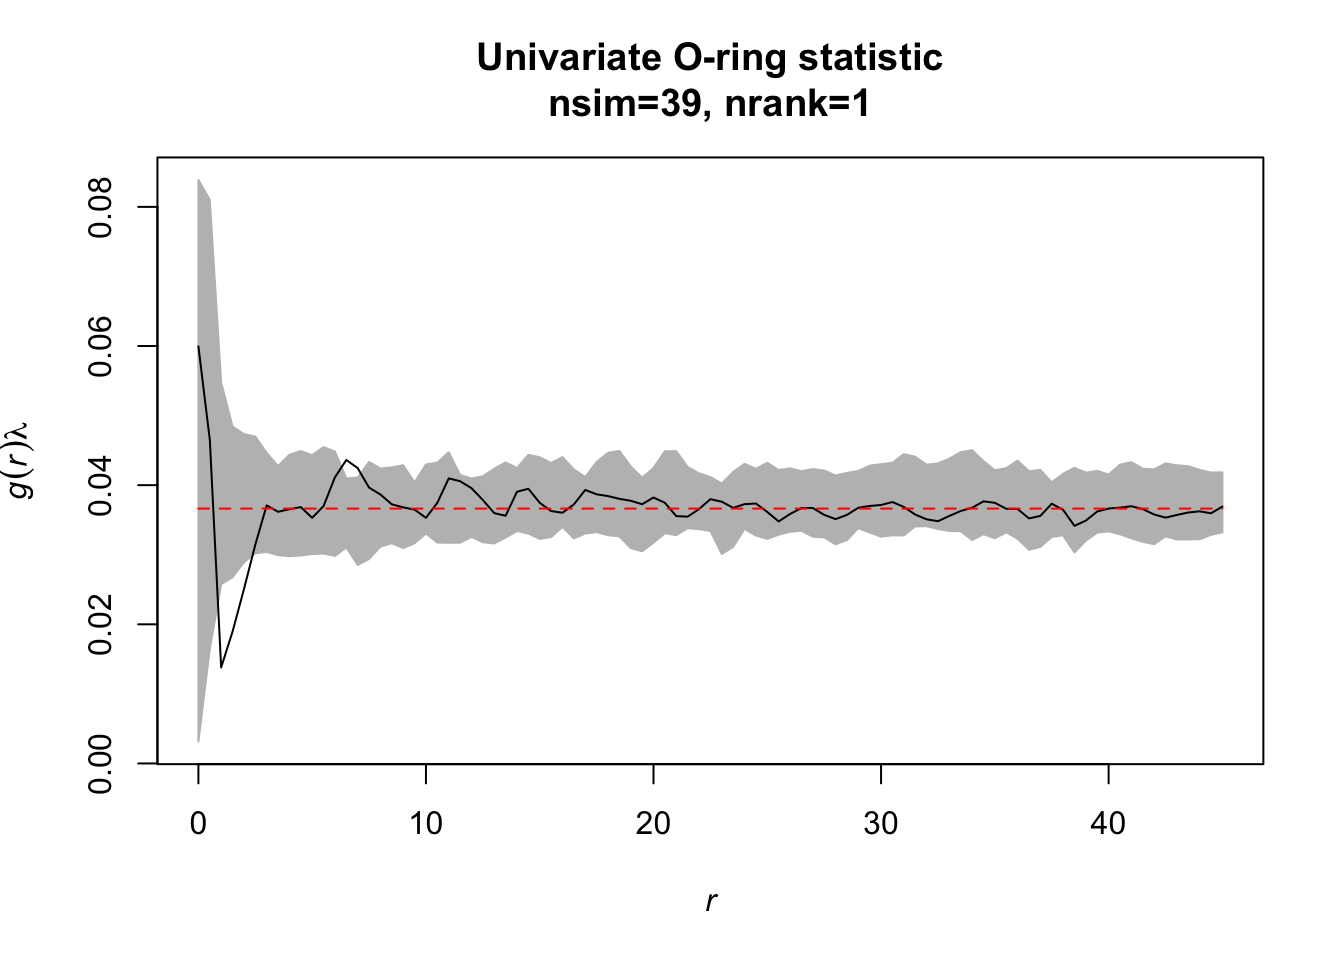 Univariate O-ring statistic
nsim=39, nrank=1
g(r)λ
0.08
0.06
0.04
0.02
0.00
0 10 20 30 40
r